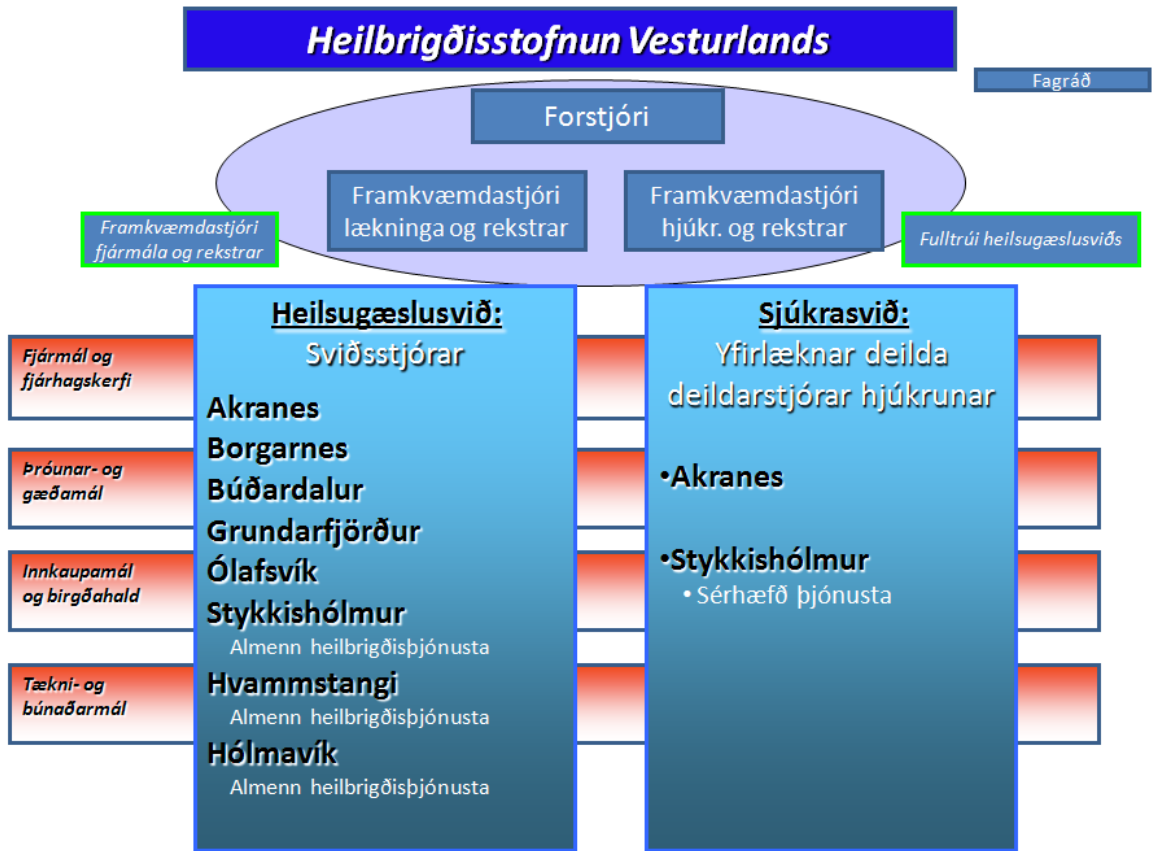 Heilbrigðisstofnun Vesturlands
Fagráð
Forstjóri
Framkvæmdastjóri
lækninga og rekstrar
Framkvæmdastjóri
hjúkr. og rekstrar
Framkvæmdastjóri
fjármála og rekstrar
Fulltrúi heilsugæslusviðs
Fjármál og
fjárhagskerfi
Þróunar- og
gæðamál
Innkaupamál
og birgðahald
Tækni- og
búnaðarmál
Heilsugæslusvið:
Sviðsstjórar
Akranes
Borgarnes
Búðardalur
Grundarfjörður
Ólafsvík
Stykkishólmur
Almenn heilbrigðisþjónusta
Hvammstangi
Almenn heilbrigðisþjónusta
Hólmavík
Almenn heilbrigðisþjónusta
Sjúkrasvið:
Yfirlæknar deilda
deildarstjórar hjúkrunar
•Akranes
•Stykkishólmur
• Sérhæfð þjónusta